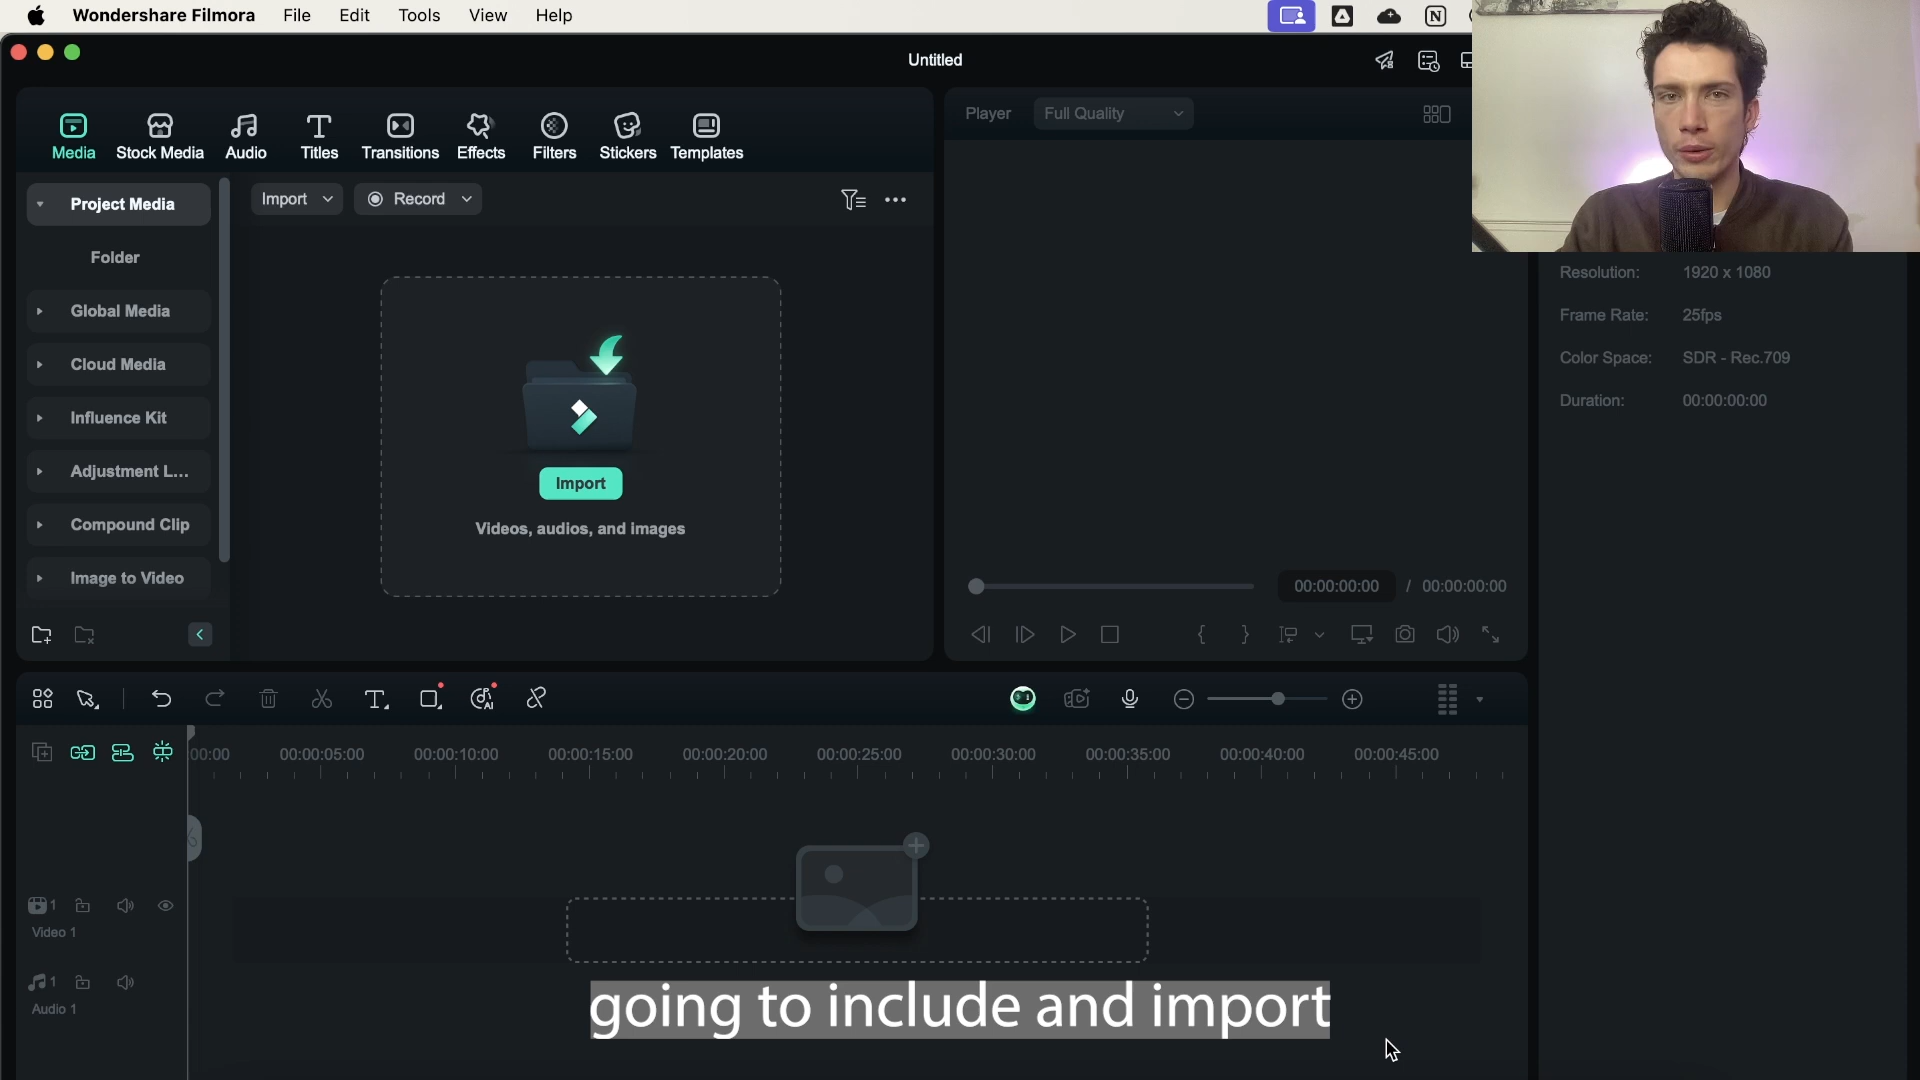 Wondershare Filmora File Edit Tools View Help
Untitled
Media Stock Media Audio Titles Transitions Effects Filters Stickers Templates
Player Full Quality
Project Media
Import Record
Folder
Global Media
Cloud Media
Influence Kit
Adjustment L...
Compound Clip
Image to Video
Import
Videos, audios, and images
Resolution: 1920 x 1080
Frame Rate: 25fps
Color Space: SDR - Rec.709
Duration: 00:00:00:00
00:00:00:00 / 00:00:00:00
00:00 00:00:05:00 00:00:10:00 00:00:15:00 00:00:20:00 00:00:25:00 00:00:30:00 00:00:35:00 00:00:40:00 00:00:45:00
1
Video 1
1
Audio 1
going to include and import